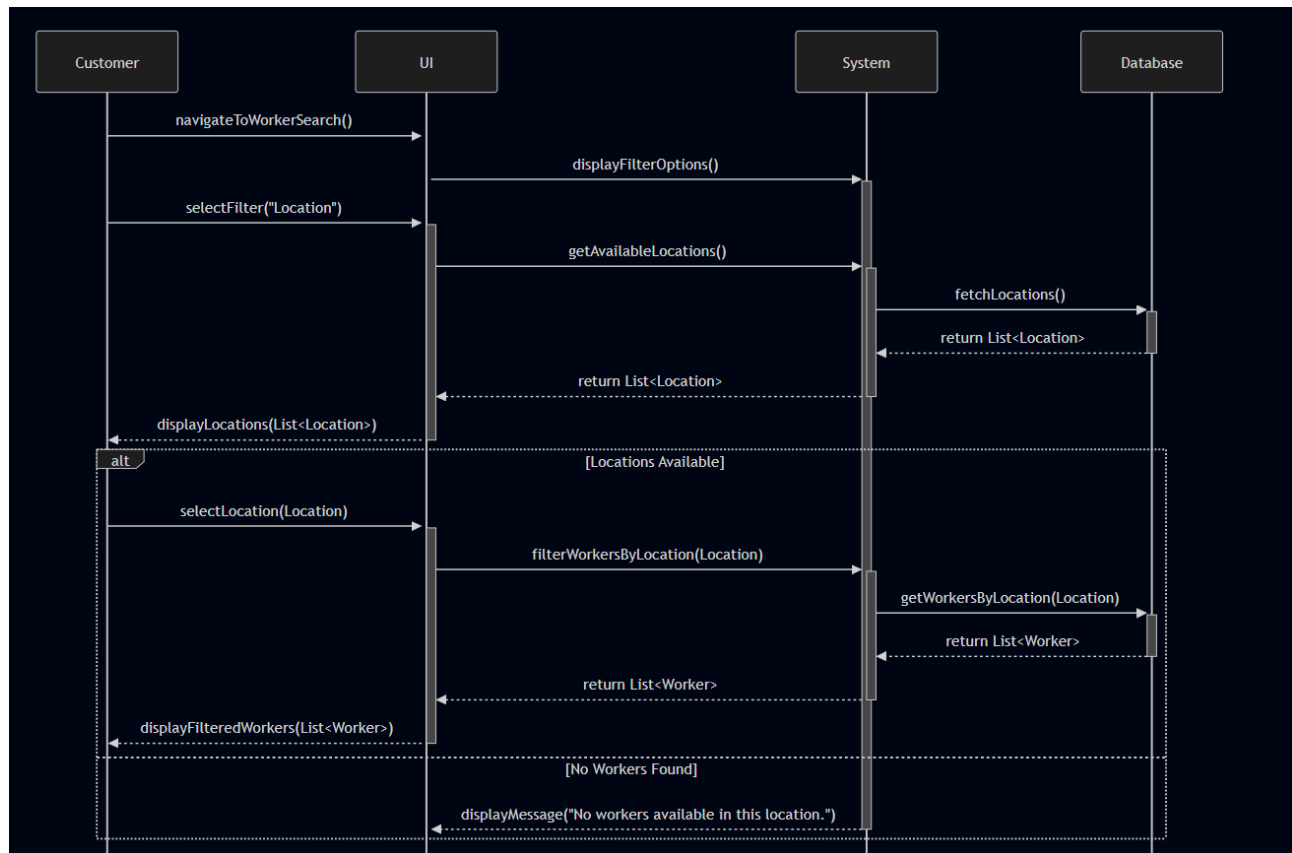 Customer
UI
System
Database
navigateToWorkerSearch()
displayFilterOptions()
selectFilter("Location")
getAvailableLocations()
fetchLocations()
return List<Location>
return List<Location>
displayLocations(List<Location>)
alt
[Locations Available]
selectLocation(Location)
filterWorkersByLocation(Location)
getWorkersByLocation(Location)
return List<Worker>
return List<Worker>
displayFilteredWorkers(List<Worker>)
[No Workers Found]
displayMessage("No workers available in this location.")